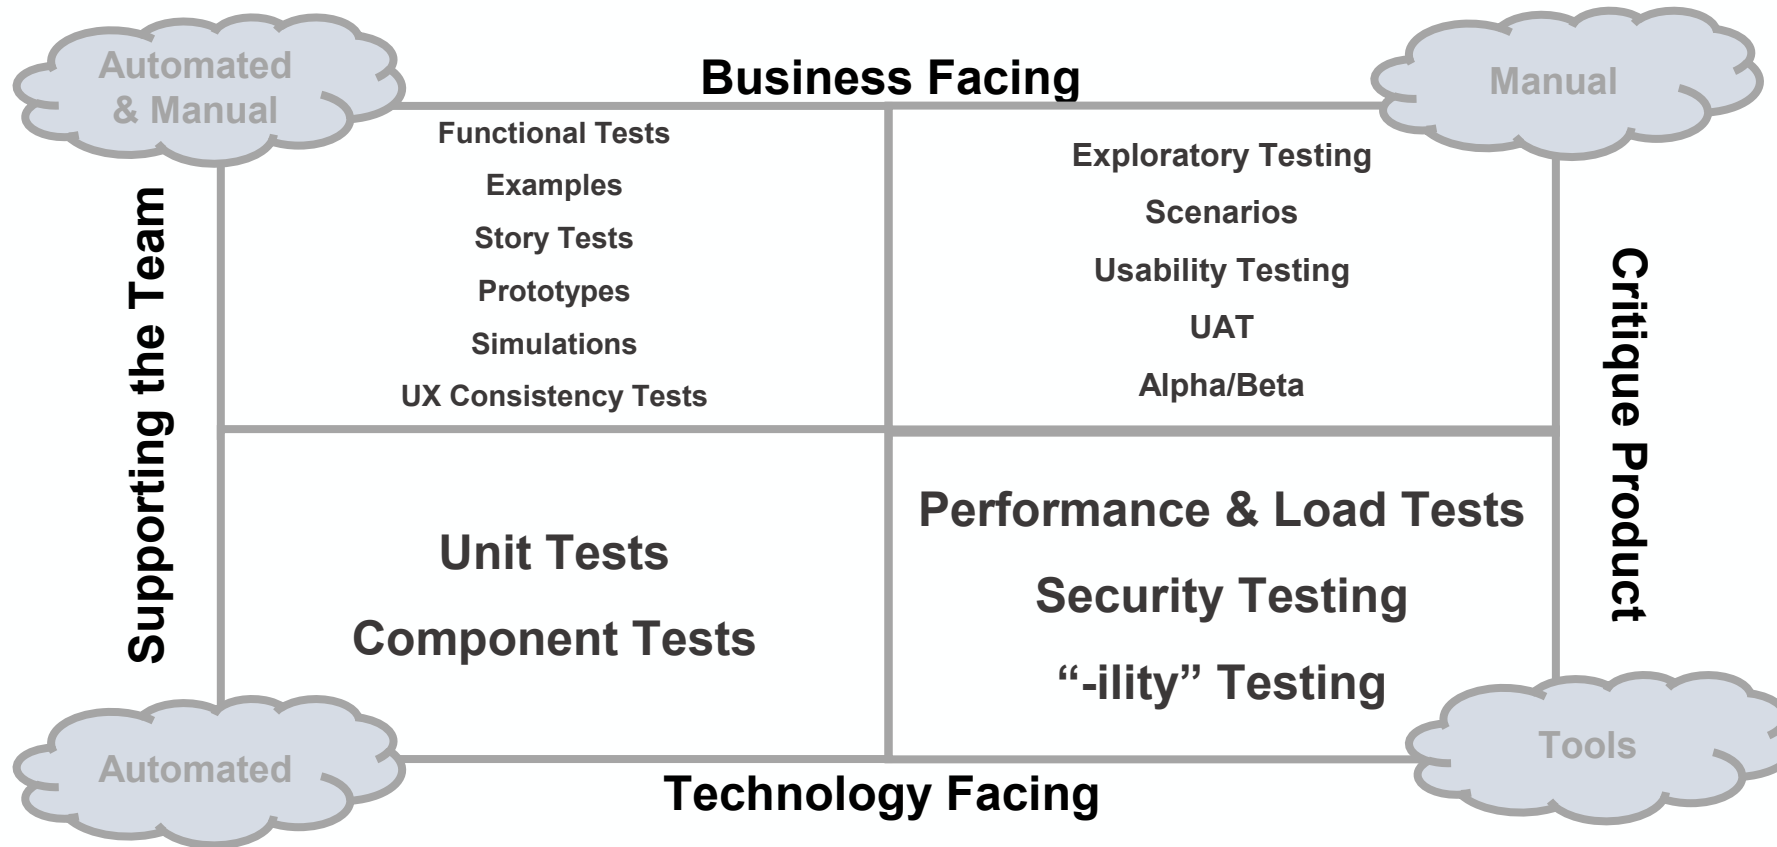 Automated
& Manual
Business Facing
Manual
Supporting the Team
Functional Tests
Examples
Story Tests
Prototypes
Simulations
UX Consistency Tests
Exploratory Testing
Scenarios
Usability Testing
UAT
Alpha/Beta
Critique Product
Unit Tests
Component Tests
Performance & Load Tests
Security Testing
“-ility” Testing
Automated
Technology Facing
Tools